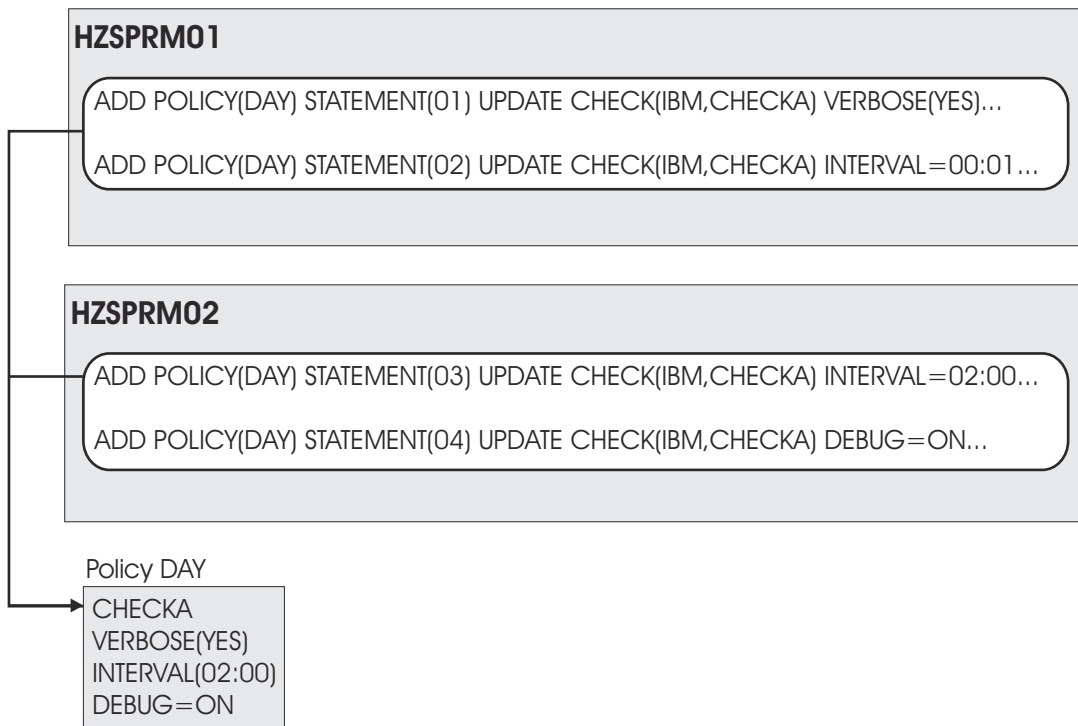 HZSPRM01
ADD POLICY(DAY) STATEMENT(01) UPDATE CHECK(IBM,CHECKA) VERBOSE(YES)...
ADD POLICY(DAY) STATEMENT(02) UPDATE CHECK(IBM,CHECKA) INTERVAL=00:01...
HZSPRM02
ADD POLICY(DAY) STATEMENT(03) UPDATE CHECK(IBM,CHECKA) INTERVAL=02:00...
ADD POLICY(DAY) STATEMENT(04) UPDATE CHECK(IBM,CHECKA) DEBUG=ON...
Policy DAY
CHECKA
VERBOSE(YES)
INTERVAL(02:00)
DEBUG=ON